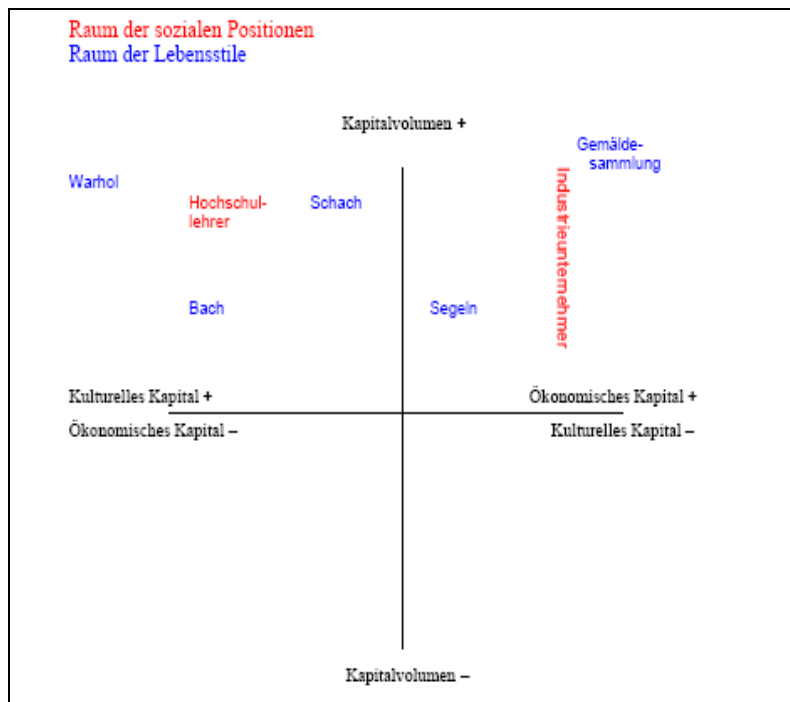 Raum der sozialen Positionen
Raum der Lebensstile
Kapitalvolumen +
Gemälde-
sammlung
Warhol
Hochschul-
lehrer
Schach
Industrieunternehmer
Bach
Segeln
Kulturelles Kapital +
Ökonomisches Kapital +
Ökonomisches Kapital –
Kulturelles Kapital –
Kapitalvolumen –